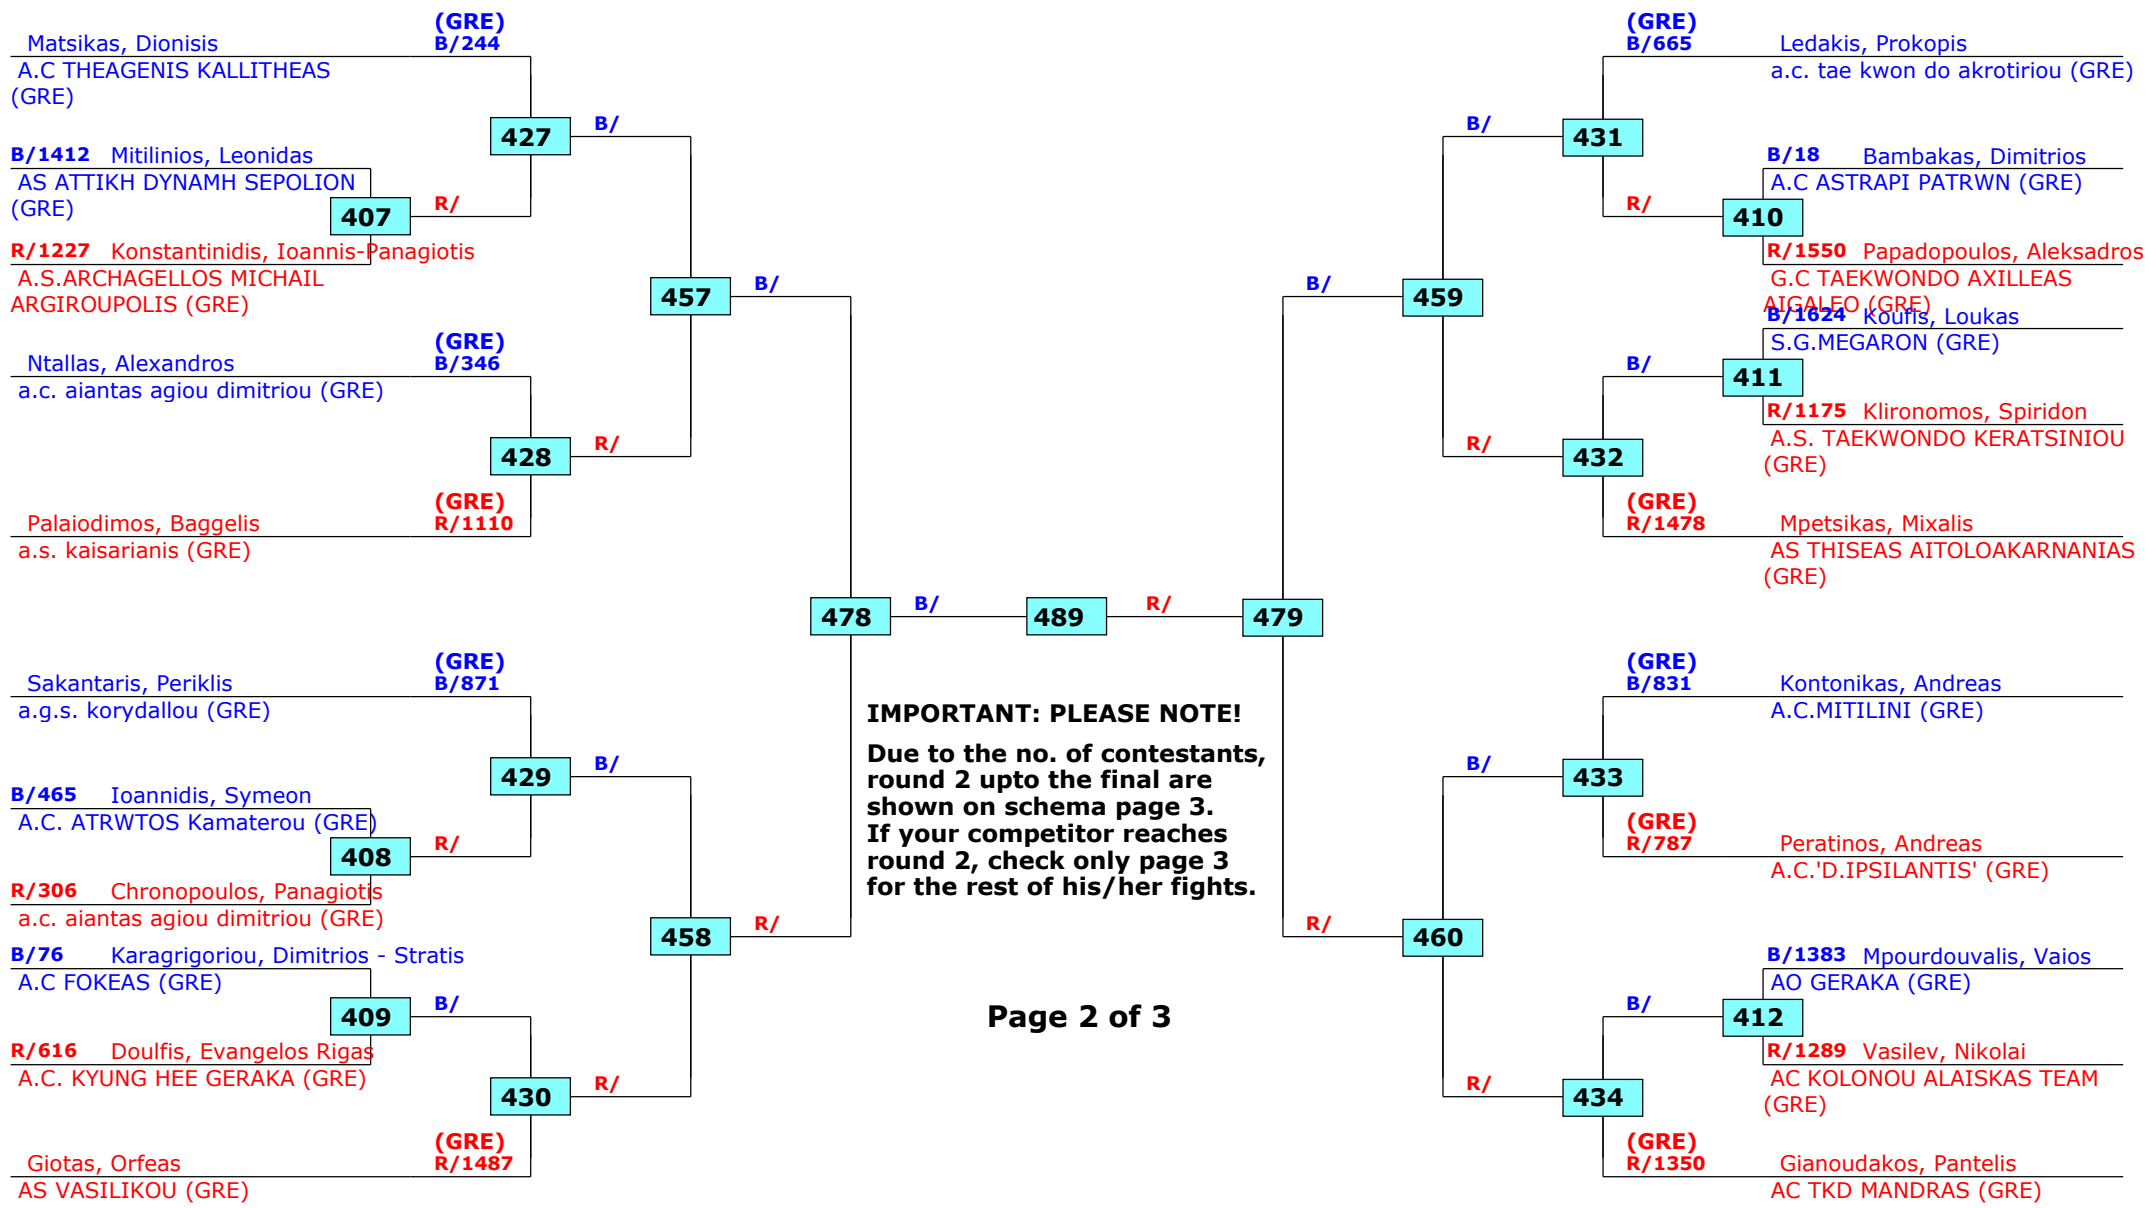 (GRE)
Matsikas, Dionisis B/244
A.C THEAGENIS KALLITHEAS
(GRE)
427 B/
B/1412 Mitilinios, Leonidas
AS ATTIKH DYNAMH SEPOLION
(GRE)
407 R/
R/1227 Konstantinidis, Ioannis-Panagiotis
A.S.ARCHAGELLOS MICHAIL
ARGIROUPOLIS (GRE)
457 B/
(GRE)
Ntallas, Alexandros B/346
a.c. aiantas agiou dimitriou (GRE)
428 R/
(GRE)
Palaiodimos, Baggelis R/1110
a.s. kaisarianis (GRE)
478 B/ 489 R/ 479
(GRE)
Sakantaris, Periklis B/871
a.g.s. korydallou (GRE)
429 B/
B/465 Ioannidis, Symeon
A.C. ATRWTOS Kamaterou (GRE)
408 R/
R/306 Chronopoulos, Panagiotis
a.c. aiantas agiou dimitriou (GRE)
458 R/
B/76 Karagrigoriou, Dimitrios - Stratis
A.C FOKEAS (GRE)
409 B/
R/616 Doulfis, Evangelos Rigas
A.C. KYUNG HEE GERAKA (GRE)
430 R/
(GRE)
Giotas, Orfeas R/1487
AS VASILIKOU (GRE)
IMPORTANT: PLEASE NOTE!
Due to the no. of contestants,
round 2 upto the final are
shown on schema page 3.
If your competitor reaches
round 2, check only page 3
for the rest of his/her fights.
Page 2 of 3
(GRE)
B/665 Ledakis, Prokopis
a.c. tae kwon do akrotiriou (GRE)
B/ 431
B/18 Bambakas, Dimitrios
A.C ASTRAPI PATRWN (GRE)
R/ 410
R/1550 Papadopoulos, Aleksadros
G.C TAEKWONDO AXILLEAS
AIGALEO (GRE)
B/ 459
B/1624 Koufis, Loukas
S.G.MEGARON (GRE)
B/ 411
R/1175 Klironomos, Spiridon
A.S. TAEKWONDO KERATSINIOU
(GRE)
R/ 432
(GRE)
R/1478 Mpetsikas, Mixalis
AS THISEAS AITOLOAKARNANIAS
(GRE)
(GRE)
B/831 Kontonikas, Andreas
A.C.MITILINI (GRE)
B/ 433
(GRE)
R/787 Peratinos, Andreas
A.C.'D.IPSILANTIS' (GRE)
R/ 460
B/1383 Mpourdouvalis, Vaios
AO GERAKA (GRE)
B/ 412
R/1289 Vasilev, Nikolai
AC KOLONOU ALAISKAS TEAM
(GRE)
R/ 434
(GRE)
R/1350 Gianoudakos, Pantelis
AC TKD MANDRAS (GRE)